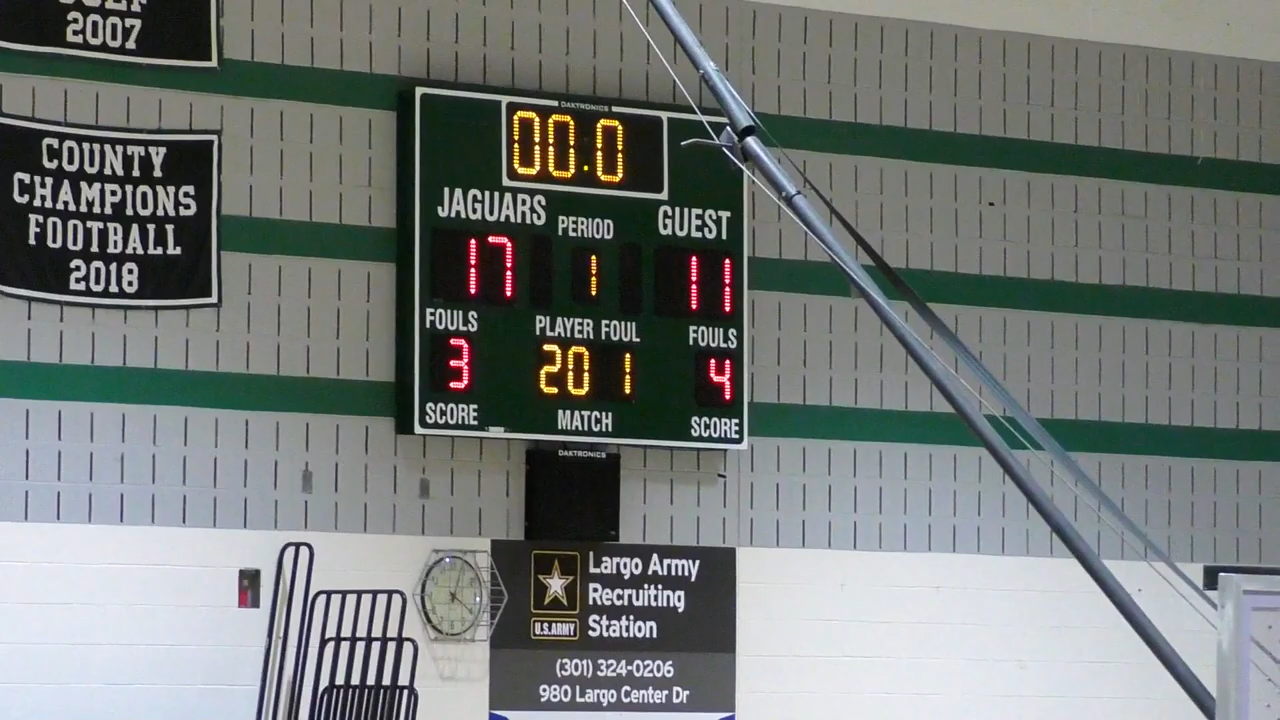 2007
COUNTY
CHAMPIONS
FOOTBALL
2018
DAKTRONICS
00:0
JAGUARS
PERIOD
GUEST
17
1
11
FOULS
PLAYER FOUL
FOULS
3
20 1
4
SCORE
MATCH
SCORE
DAKTRONICS
Largo Army
Recruiting
Station
U.S.ARMY
(301) 324-0206
980 Largo Center Dr